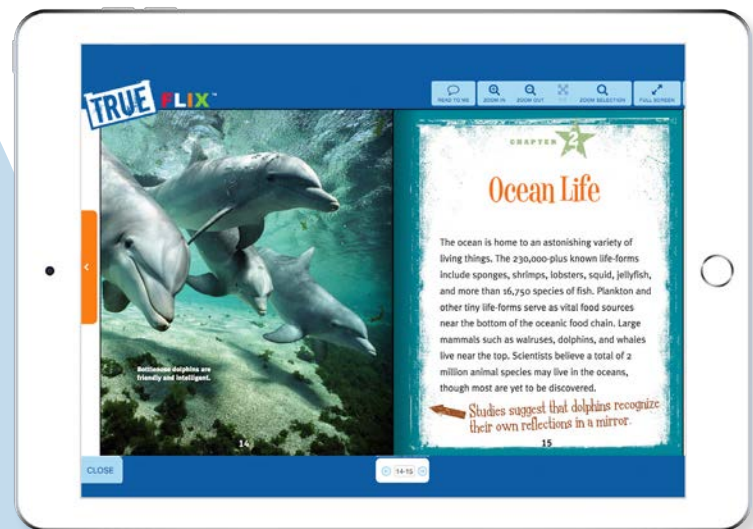 TRUE FLIX™
READ TO ME
ZOOM IN
ZOOM OUT
ZOOM SELECTION
FULL SCREEN
Bottlenose dolphins are
friendly and intelligent.
14
CHAPTER 2
Ocean Life
The ocean is home to an astonishing variety of
living things. The 230,000-plus known life-forms
include sponges, shrimps, lobsters, squid, jellyfish,
and more than 16,750 species of fish. Plankton and
other tiny life-forms serve as vital food sources
near the bottom of the oceanic food chain. Large
mammals such as walruses, dolphins, and whales
live near the top. Scientists believe a total of 2
million animal species may live in the oceans,
though most are yet to be discovered.
Studies suggest that dolphins recognize
their own reflections in a mirror.
15
CLOSE
14-15